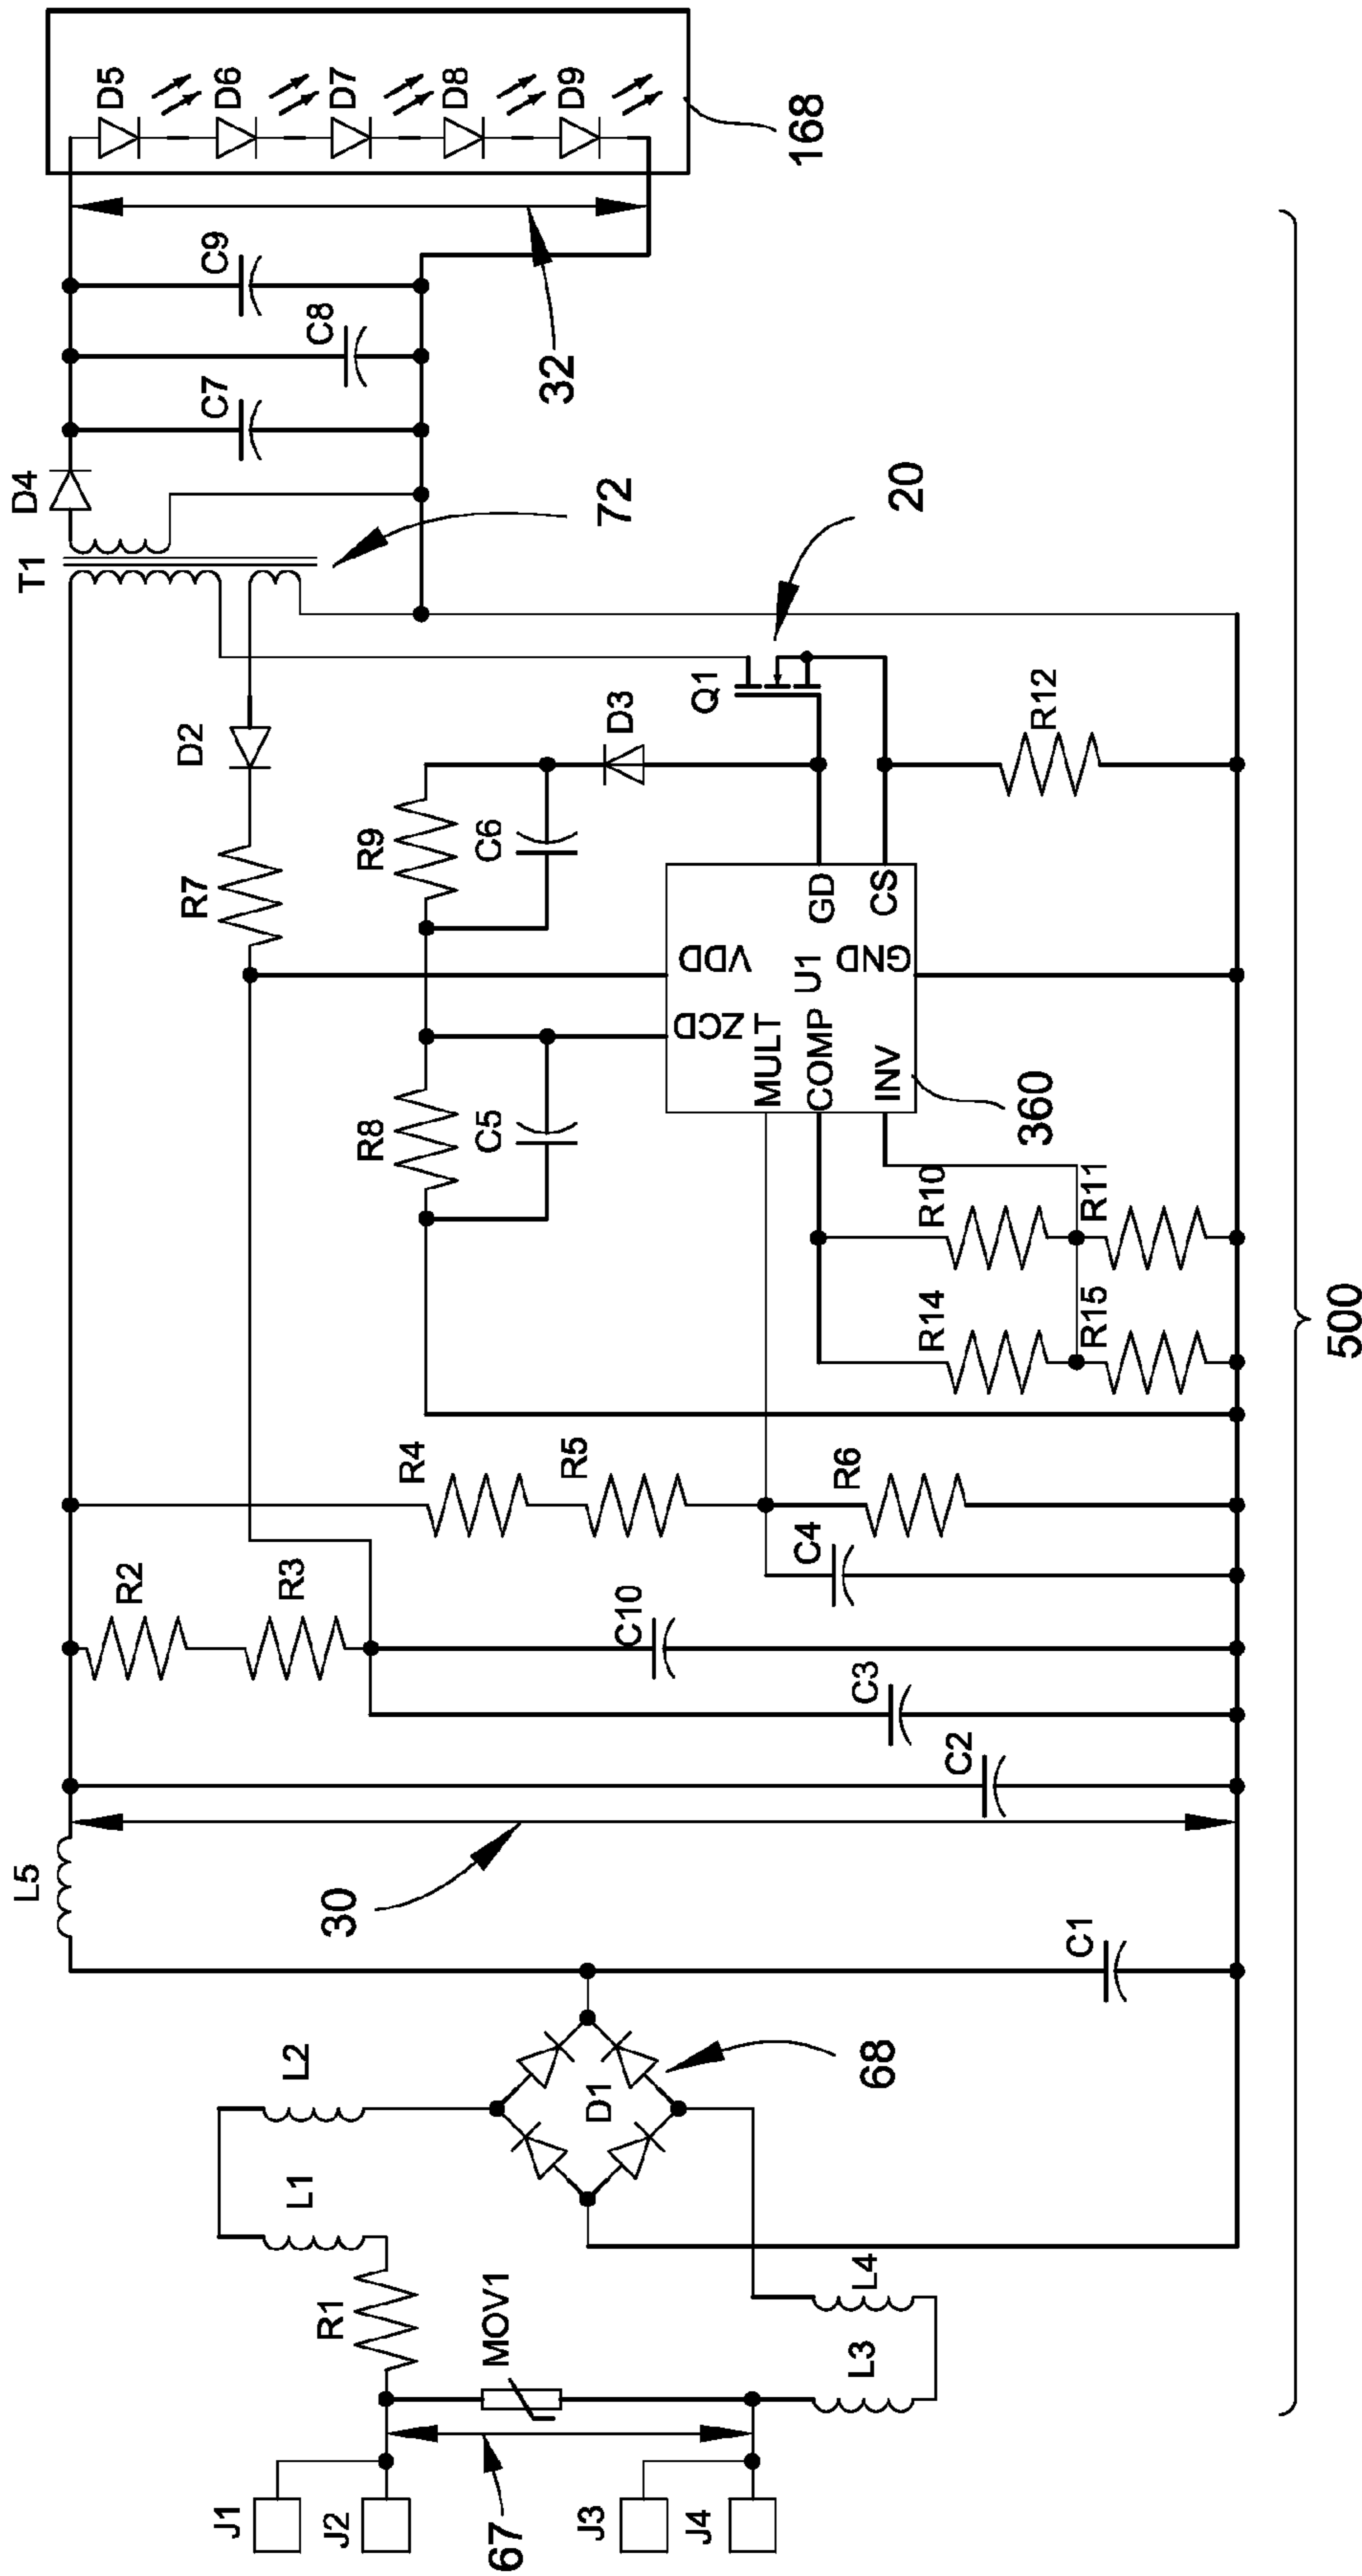 J1
J2
67
J3
J4
R1
MOV1
L1
L2
L3
L4
D1
68
C1
L5
30
C2
C3
C10
R2
R3
C4
R4
R5
R6
R14
R15
R10
R11
R8
C5
R9
C6
R7
D2
D3
ZCD
VDD
MULT
COMP
INV
U1
GND
GD
CS
360
Q1
20
R12
T1
72
D4
C7
C8
C9
32
D5
D6
D7
D8
D9
168
500